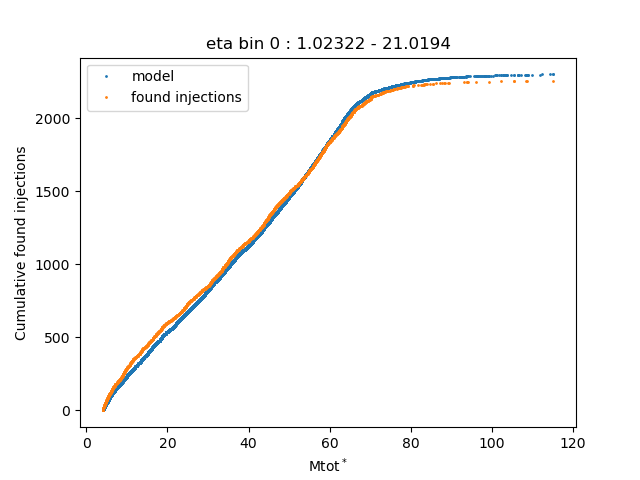 eta bin 0 : 1.02322 - 21.0194
model
found injections
Cumulative found injections
2000
1500
1000
500
0
0 20 40 60 80 100 120
Mtot*